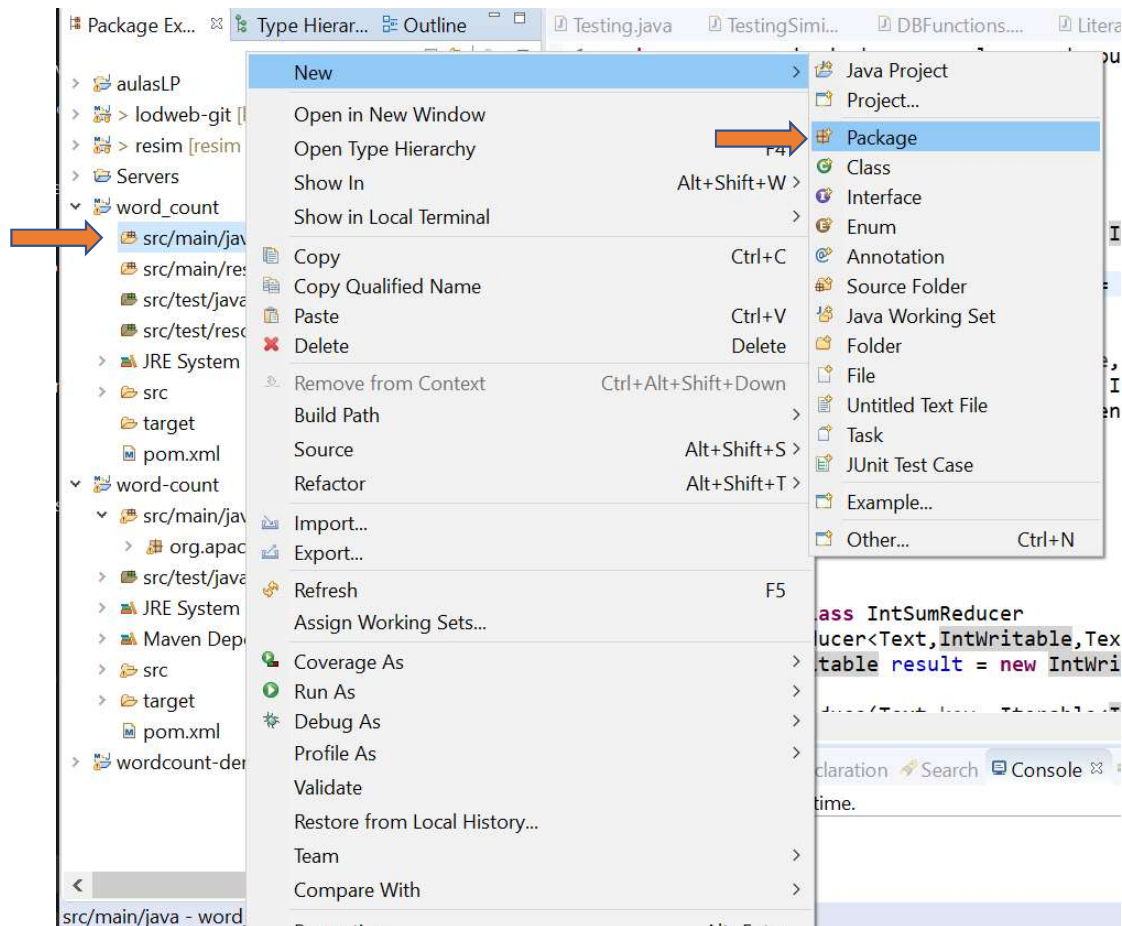 Package Ex... Type Hierar... Outline
Testing.java TestingSimi... DBFunctions.... Litera
aulasLP
> lodweb-git [
> resim [resim
Servers
word_count
src/main/jav
src/main/res
src/test/java
src/test/reso
JRE System
src
target
pom.xml
word-count
src/main/jav
org.apac
src/test/java
JRE System
Maven Depe
src
target
pom.xml
wordcount-der
src/main/java - word
New
Open in New Window
Open Type Hierarchy F4
Show In Alt+Shift+W >
Show in Local Terminal >
Copy Ctrl+C
Copy Qualified Name
Paste Ctrl+V
Delete Delete
Remove from Context Ctrl+Alt+Shift+Down
Build Path >
Source Alt+Shift+S >
Refactor Alt+Shift+T >
Import...
Export...
Refresh F5
Assign Working Sets...
Coverage As >
Run As >
Debug As >
Profile As >
Validate
Restore from Local History...
Team >
Compare With >
Java Project
Project...
Package
Class
Interface
Enum
Annotation
Source Folder
Java Working Set
Folder
File
Untitled Text File
Task
JUnit Test Case
Example...
Other... Ctrl+N
ass IntSumReducer
ucer<Text,IntWritable,Tex
table result = new IntWri
claration Search Console
time.